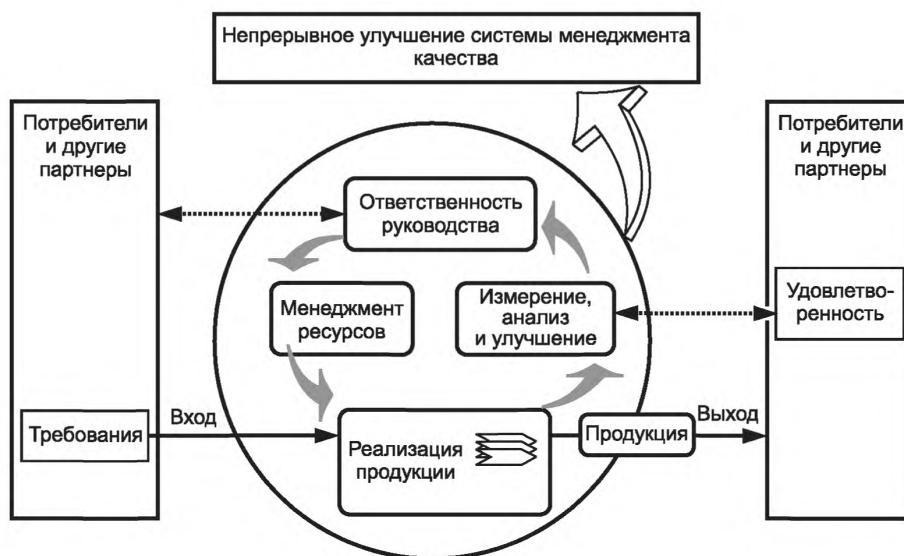 Непрерывное улучшение системы менеджмента
качества
Потребители
и другие
партнеры
Потребители
и другие
партнеры
Ответственность
руководства
Менеджмент
ресурсов
Измерение,
анализ
и улучшение
Удовлетво-
ренность
Требования
Вход
Реализация
продукции
Продукция
Выход